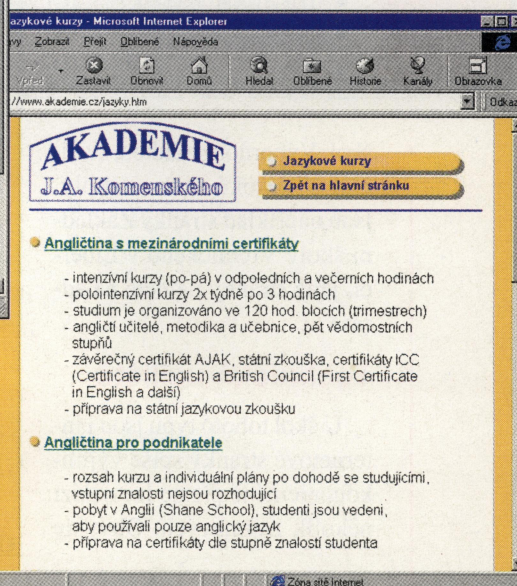 azykové kurzy - Microsoft Internet Explorer
vy Zobrazit Přejít Oblíbené Nápověda
Vpřed Zastavit Obnovit Domů Hledat Oblíbené Historie Kanály Obrazovka
//www.akademie.cz/jazyky.htm Odkaz
AKADEMIE
J.A. Komenského
Jazykové kurzy
Zpět na hlavní stránku
Angličtina s mezinárodními certifikáty
- intenzívní kurzy (po-pá) v odpoledních a večerních hodinách
- polointenzívní kurzy 2x týdně po 3 hodinách
- studium je organizováno ve 120 hod. blocích (trimestrech)
- angličtí učitelé, metodika a učebnice, pět vědomostních
stupňů
- závěrečný certifikát AJAK, státní zkouška, certifikáty ICC
(Certificate in English) a British Council (First Certificate
in English a další)
- příprava na státní jazykovou zkoušku
Angličtina pro podnikatele
- rozsah kurzu a individuální plány po dohodě se studujícími,
vstupní znalosti nejsou rozhodující
- pobyt v Anglii (Shane School), studenti jsou vedeni,
aby používali pouze anglický jazyk
- příprava na certifikáty dle stupně znalostí studenta
Zóna sítě Internet